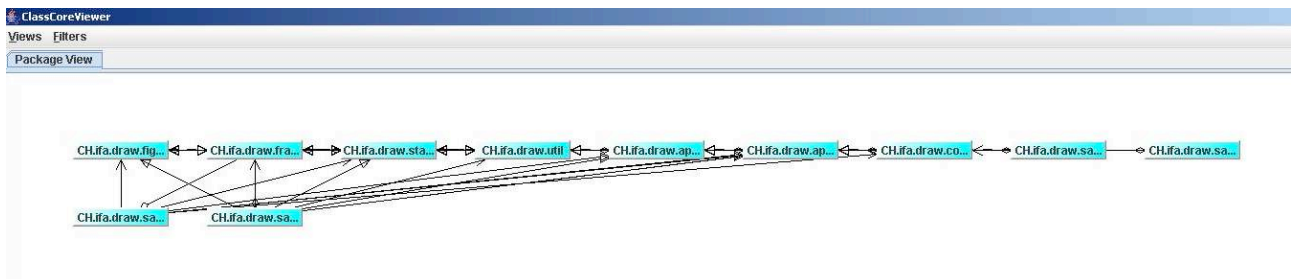 ClassCoreViewer
Views Filters
Package View
CH.ifa.draw.fig... CH.ifa.draw.fra... CH.ifa.draw.sta... CH.ifa.draw.util CH.ifa.draw.ap... CH.ifa.draw.ap... CH.ifa.draw.co... CH.ifa.draw.sa... CH.ifa.draw.sa...
CH.ifa.draw.sa... CH.ifa.draw.sa...